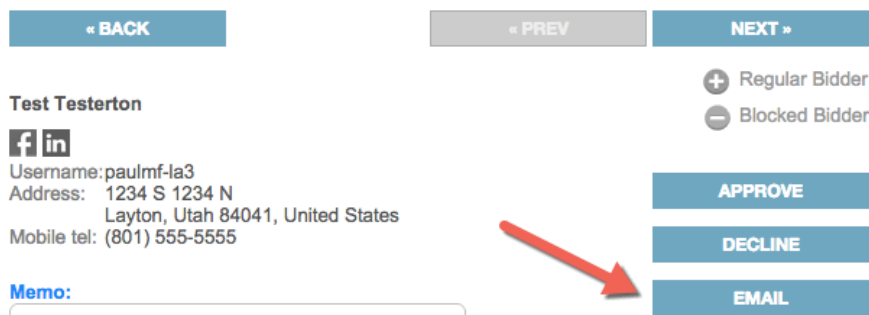 « BACK
« PREV
NEXT »
Regular Bidder
Blocked Bidder
Test Testerton
f in
Username: paulmf-la3
Address: 1234 S 1234 N
Layton, Utah 84041, United States
Mobile tel: (801) 555-5555
APPROVE
DECLINE
EMAIL
Memo: